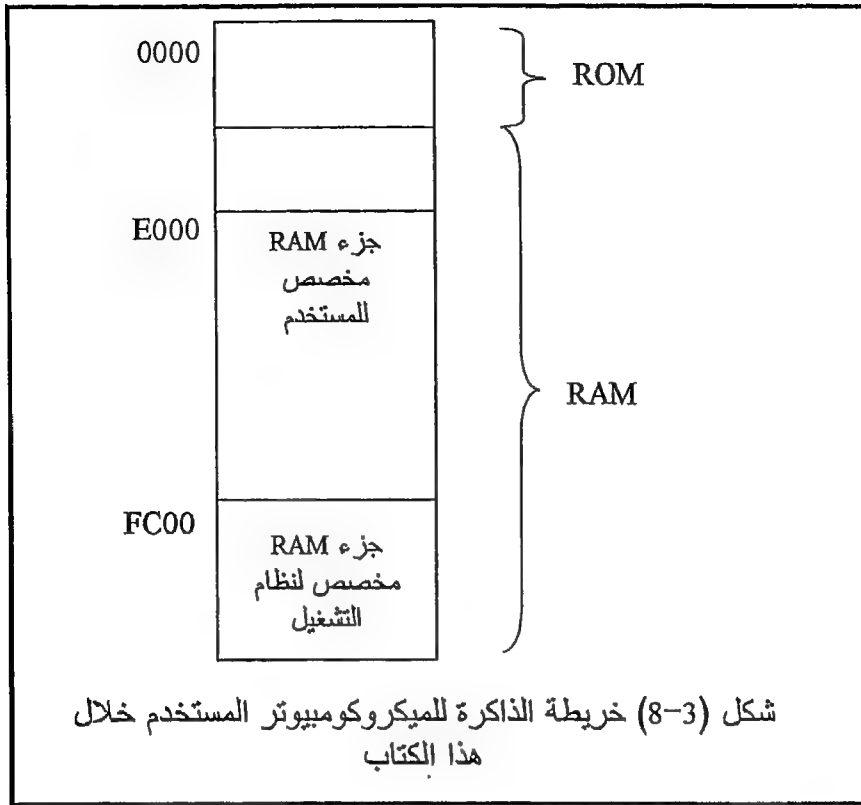 0000
ROM
E000
جزء RAM
مخصص
للمستخدم
RAM
FC00
جزء RAM
مخصص لنظام
التشغيل
شكل (3-8) خريطة الذاكرة للميكروكومبيوتر المستخدم خلال
هذا الكتاب